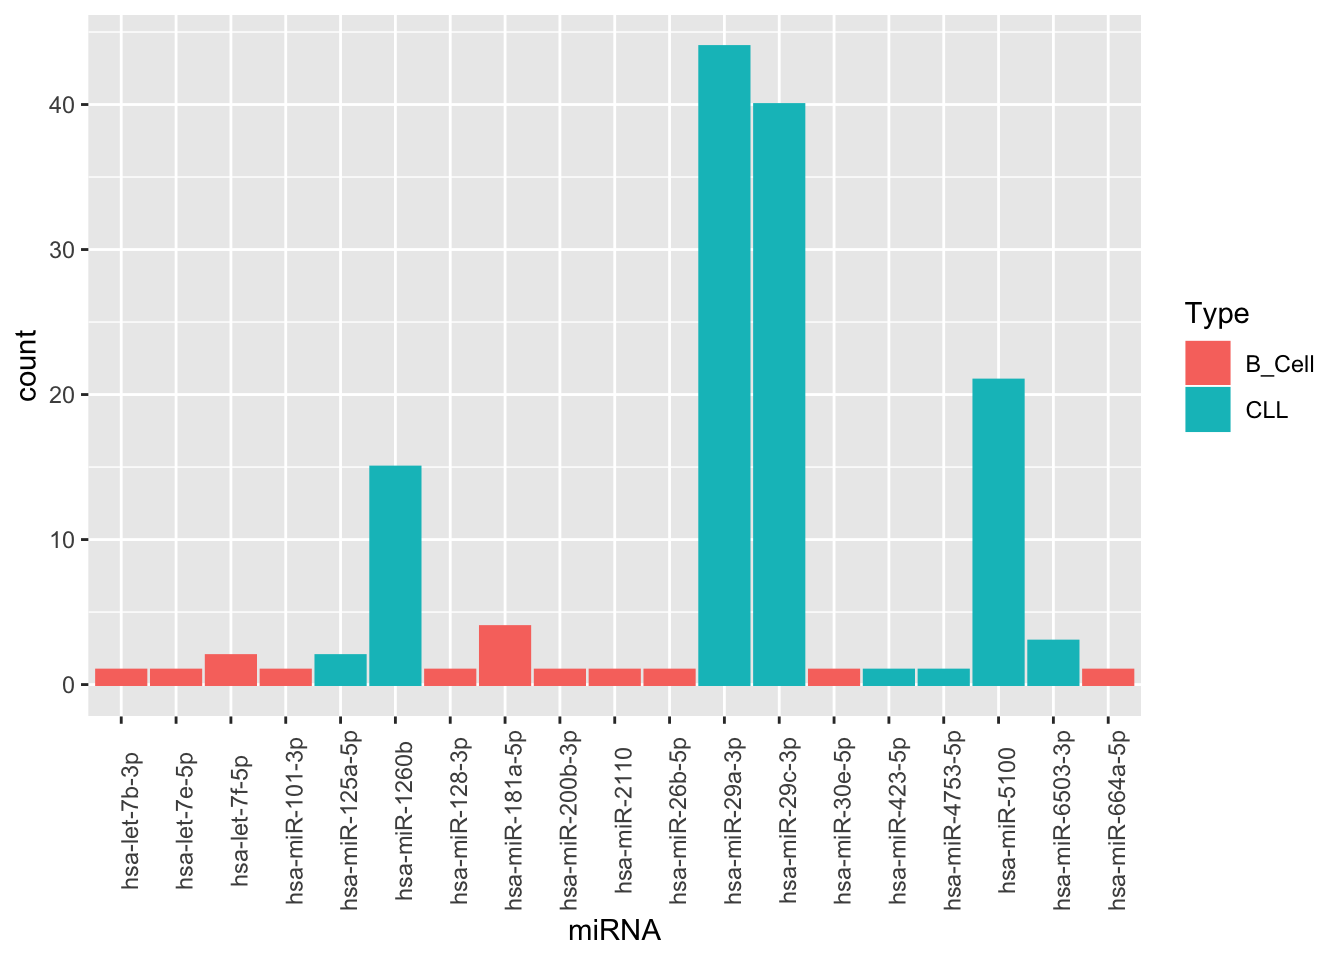 40
30
20
10
0
count
hsa-let-7b-3p
hsa-let-7e-5p
hsa-let-7f-5p
hsa-miR-101-3p
hsa-miR-125a-5p
hsa-miR-1260b
hsa-miR-128-3p
hsa-miR-181a-5p
hsa-miR-200b-3p
hsa-miR-2110
hsa-miR-26b-5p
hsa-miR-29a-3p
hsa-miR-29c-3p
hsa-miR-30e-5p
hsa-miR-423-5p
hsa-miR-4753-5p
hsa-miR-5100
hsa-miR-6503-3p
hsa-miR-664a-5p
miRNA
Type
B_Cell
CLL